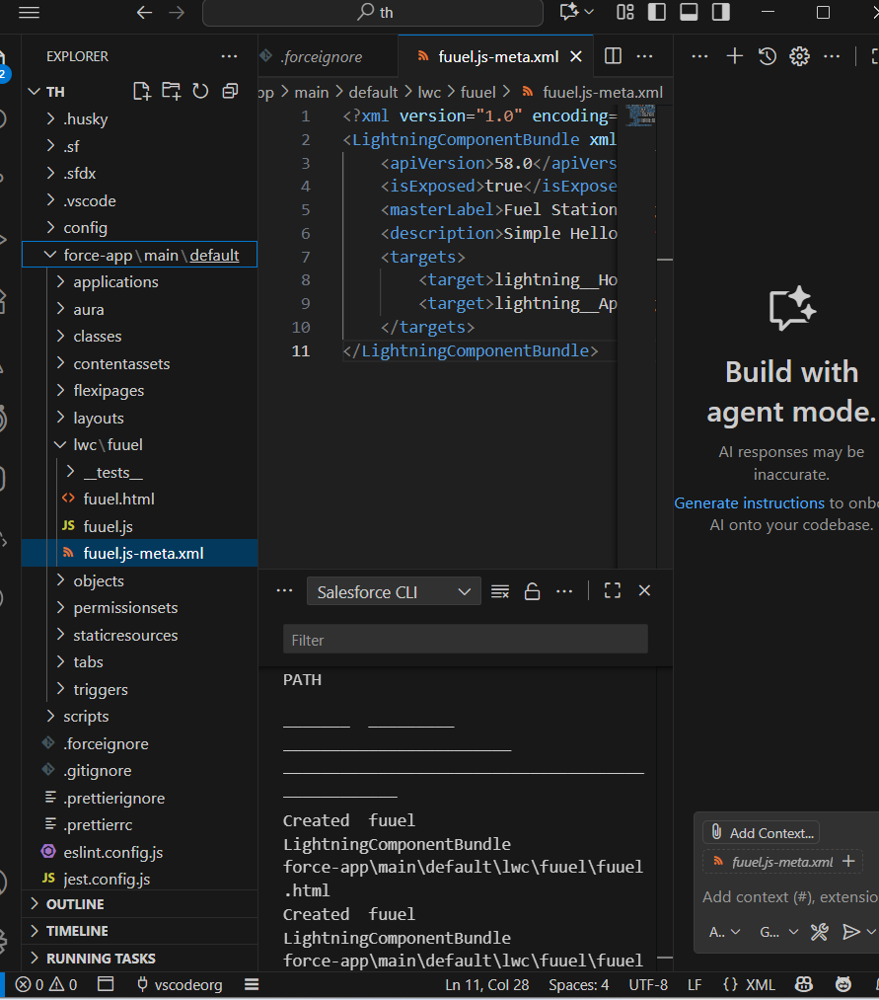 th
EXPLORER
TH
.husky
.sf
.sfdx
.vscode
config
force-app\main\default
applications
aura
classes
contentassets
flexipages
layouts
lwc\fuuel
__tests__
fuuel.html
JS fuuel.js
fuuel.js-meta.xml
objects
permissionsets
staticresources
tabs
triggers
scripts
.forceignore
.gitignore
.prettierignore
.prettierrc
eslint.config.js
JS jest.config.js
OUTLINE
TIMELINE
RUNNING TASKS
.forceignore
fuuel.js-meta.xml
pp > main > default > lwc > fuuel > fuuel.js-meta.xml
1 <?xml version="1.0" encoding=
2 <LightningComponentBundle xml
3 <apiVersion>58.0</apiVers
4 <isExposed>true</isExpose
5 <masterLabel>Fuel Station
6 <description>Simple Hello
7 <targets>
8 <target>lightning__Ho
9 <target>lightning__Ap
10 </targets>
11 </LightningComponentBundle>
Salesforce CLI
Filter
PATH
Created fuuel
LightningComponentBundle
force-app\main\default\lwc\fuuel\fuuel
.html
Created fuuel
LightningComponentBundle
force-app\main\default\lwc\fuuel\fuuel
Build with
agent mode.
AI responses may be
inaccurate.
Generate instructions to onbo
AI onto your codebase.
Add Context...
fuuel.js-meta.xml
Add context (#), extensio
A..
G...
2
0 0
vscodeorg
Ln 11, Col 28
Spaces: 4
UTF-8
LF
{} XML